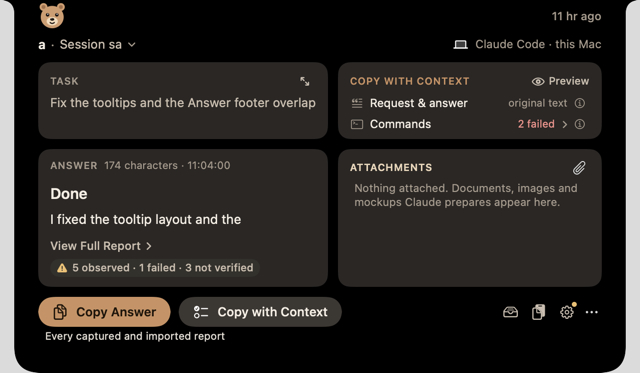 11 hr ago
a · Session sa
Claude Code · this Mac
TASK
Fix the tooltips and the Answer footer overlap
COPY WITH CONTEXT
Preview
Request & answer
original text
Commands
2 failed
ANSWER 174 characters · 11:04:00
Done
I fixed the tooltip layout and the
View Full Report
5 observed · 1 failed · 3 not verified
ATTACHMENTS
Nothing attached. Documents, images and
mockups Claude prepares appear here.
Copy Answer
Copy with Context
Every captured and imported report